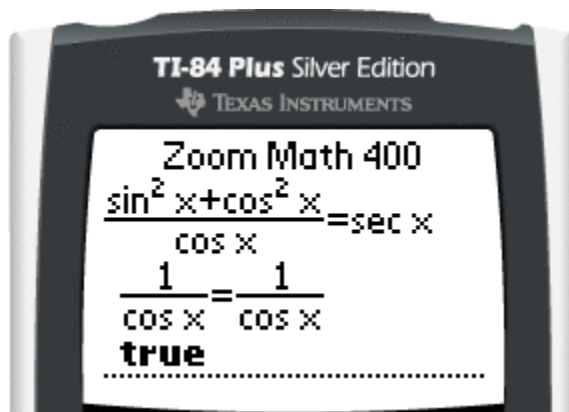 TI-84 Plus Silver Edition
TEXAS INSTRUMENTS
Zoom Math 400
sin² x+cos² x
cos x
=sec x
1/cos x = 1/cos x
true